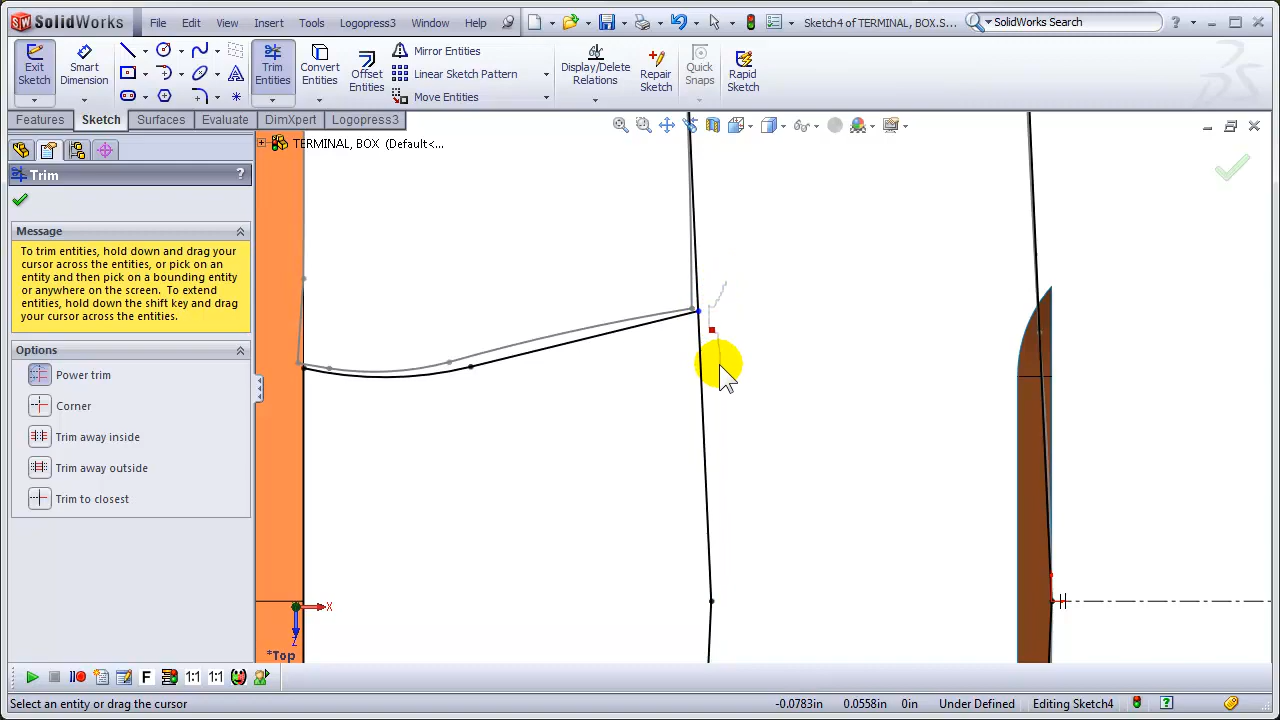 SolidWorks File Edit View Insert Tools Logopress3 Window Help Sketch4 of TERMINAL, BOX.S... SolidWorks Search ?
Exit Sketch
Smart Dimension
Trim Entities
Convert Entities
Offset Entities
Mirror Entities
Linear Sketch Pattern
Move Entities
Display/Delete Relations
Repair Sketch
Quick Snaps
Rapid Sketch
Features Sketch Surfaces Evaluate DimXpert Logopress3
TERMINAL, BOX (Default<...
Trim ?
Message
To trim entities, hold down and drag your
cursor across the entities, or pick on an
entity and then pick on a bounding entity
or anywhere on the screen. To extend
entities, hold down the shift key and drag
your cursor across the entities.
Options
Power trim
Corner
Trim away inside
Trim away outside
Trim to closest
X
Z
*Top
H
F 1:1 1:1
Select an entity or drag the cursor -0.0783in 0.0558in 0in Under Defined Editing Sketch4 ?